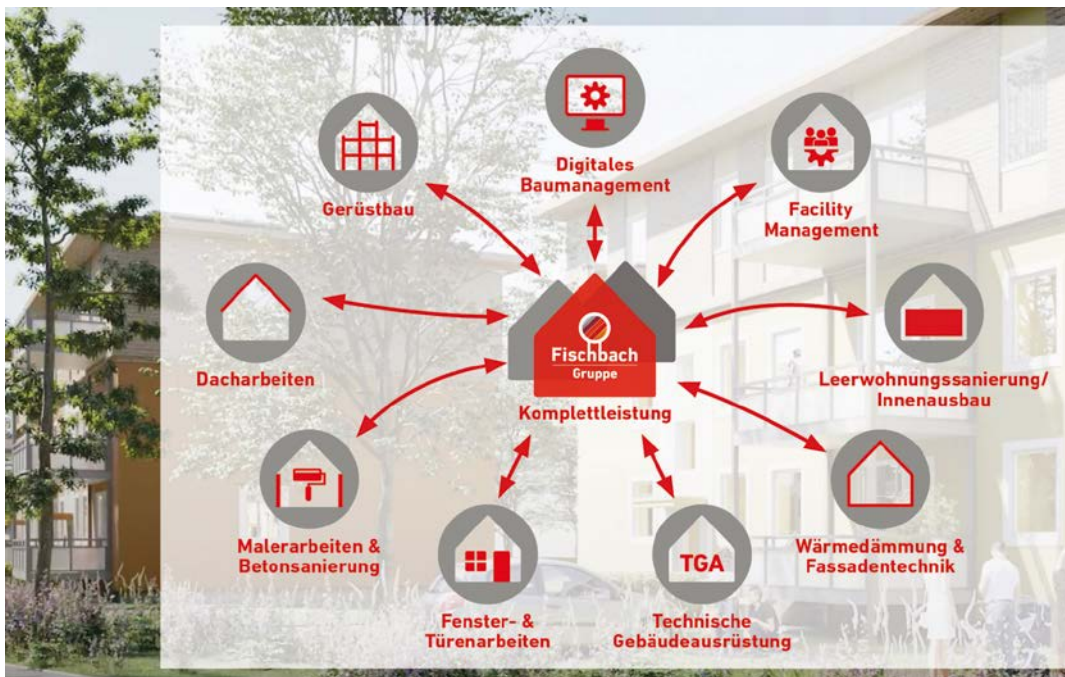 Digitales
Baumanagement
Gerüstbau
Facility
Management
Fischbach
Gruppe
Komplettleistung
Dacharbeiten
Leerwohnungssanierung/
Innenausbau
Malerarbeiten &
Betonsanierung
Wärmedämmung &
Fassadentechnik
TGA
Fenster- &
Türenarbeiten
Technische
Gebäudeausrüstung